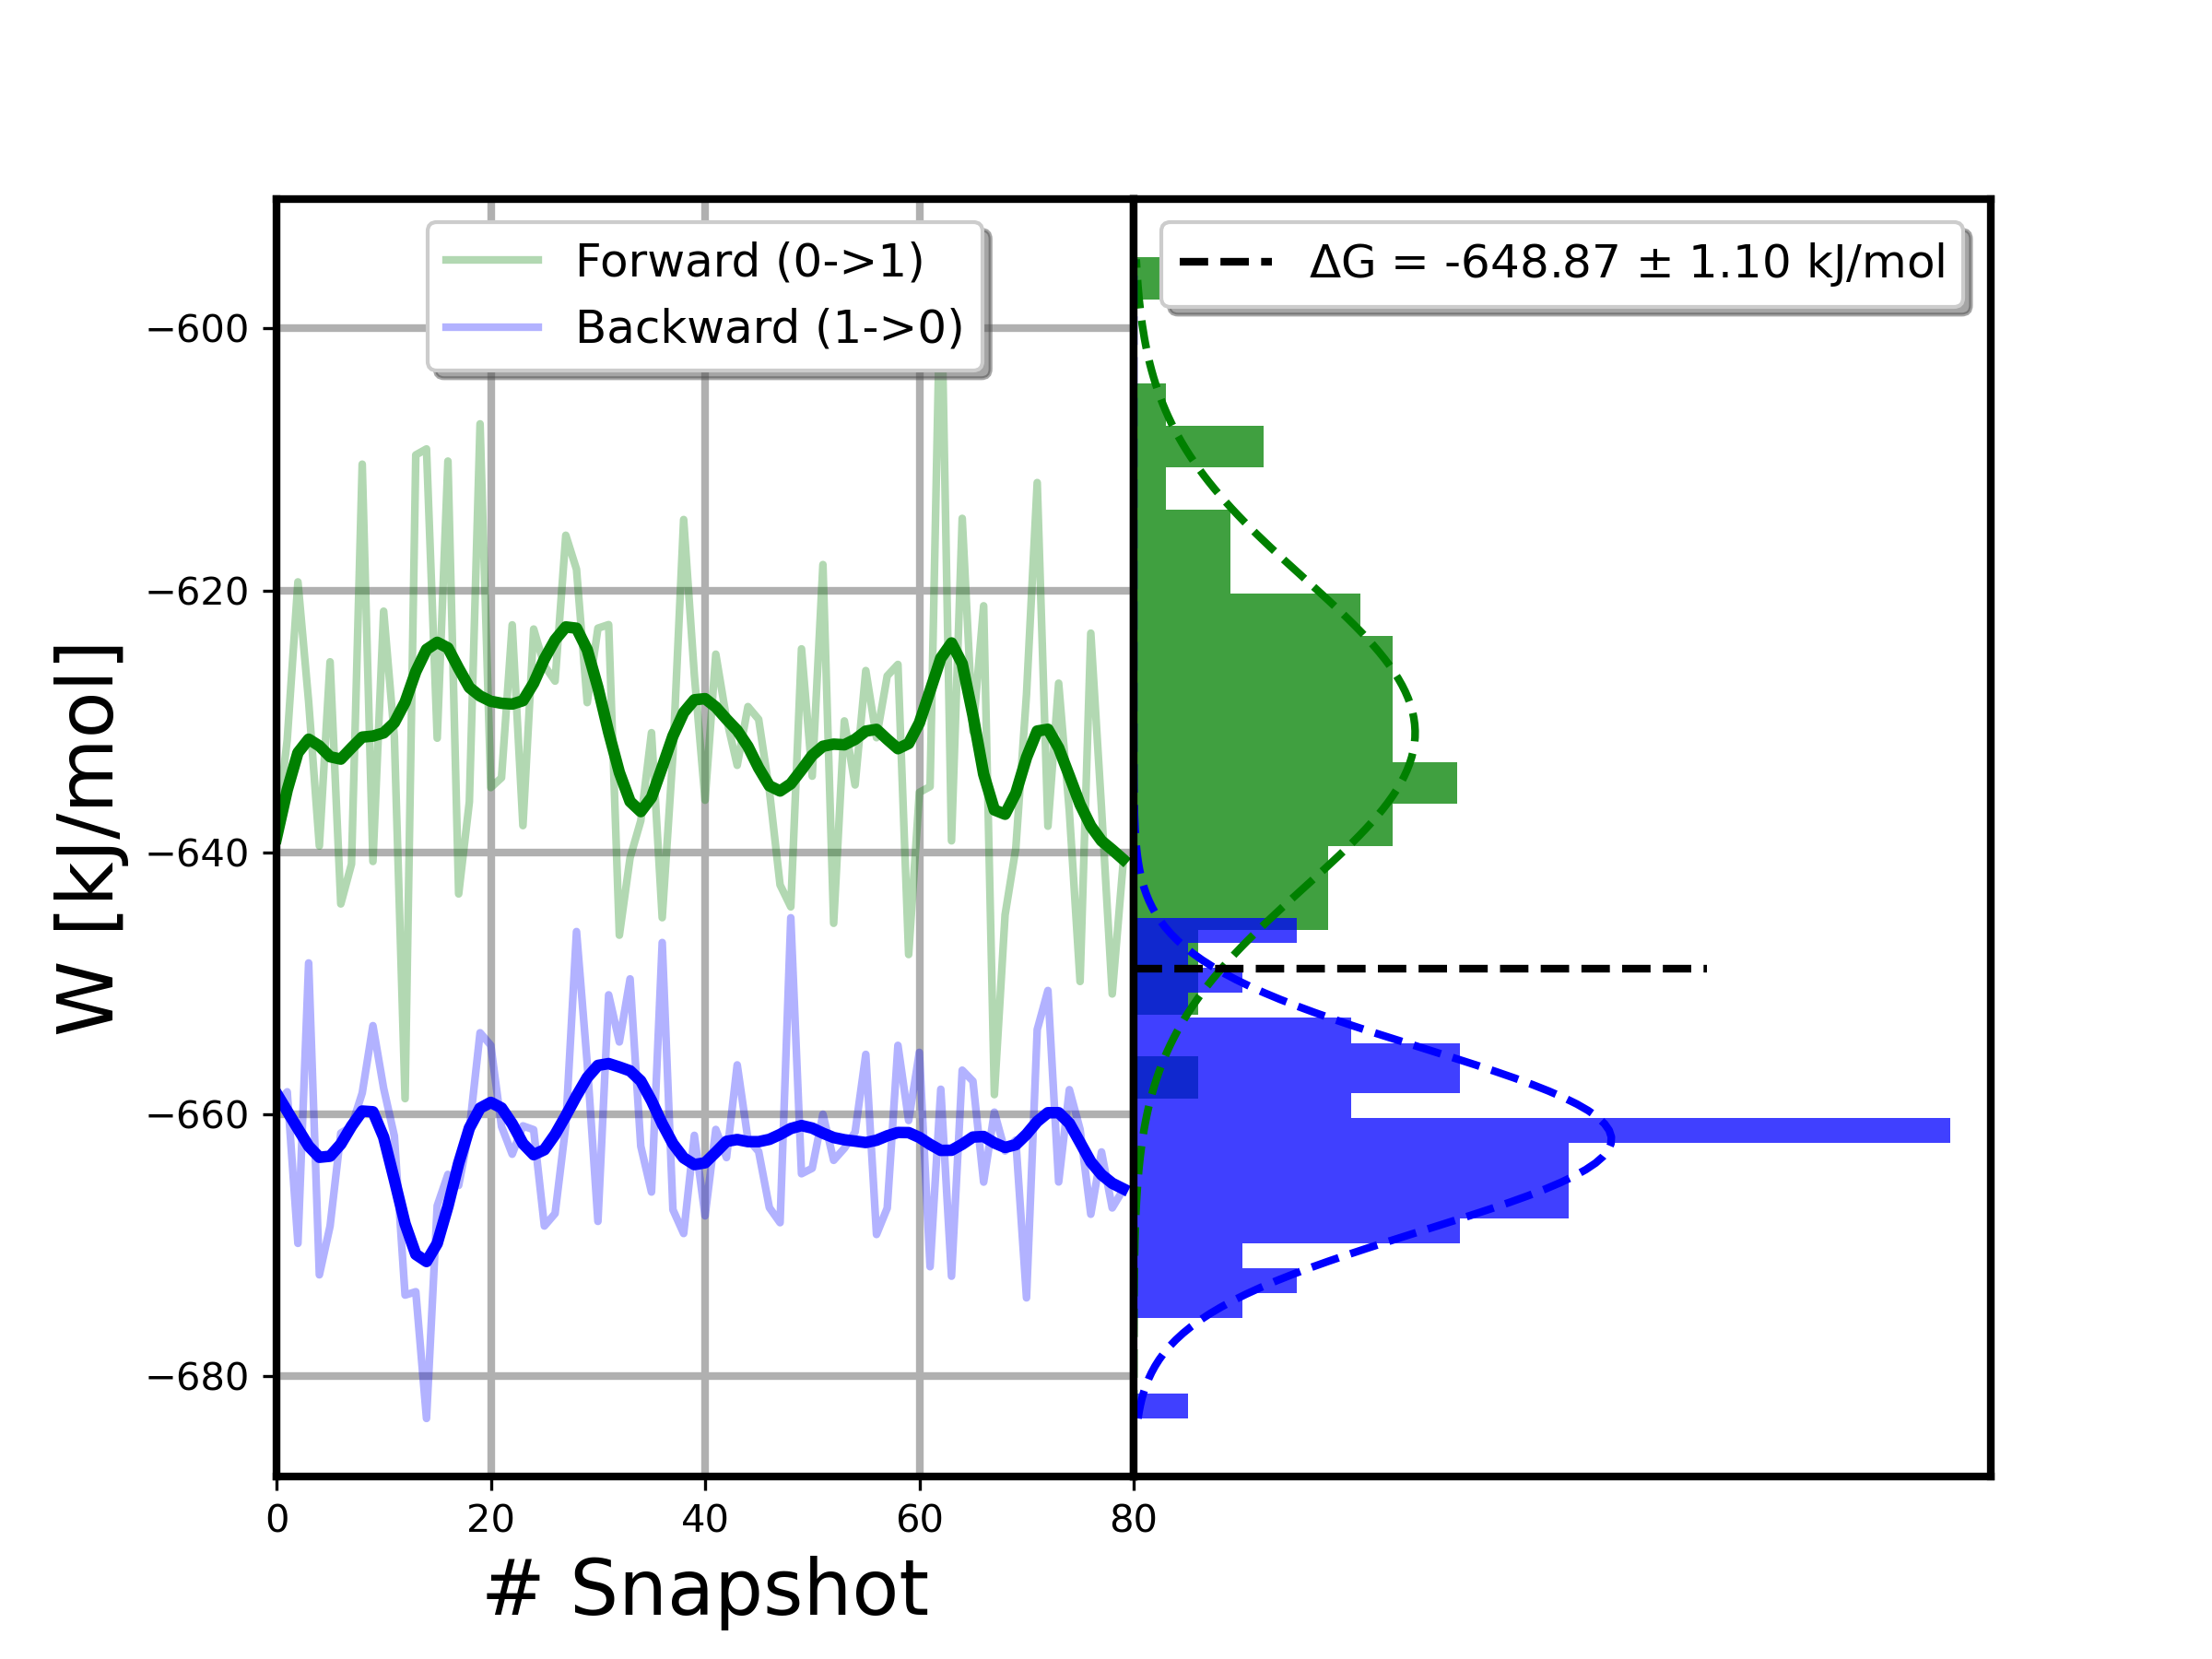 Forward (0->1)
Backward (1->0)
ΔG = -648.87 ± 1.10 kJ/mol
−600
−620
−640
−660
−680
W [kJ/mol]
0 20 40 60 80
# Snapshot